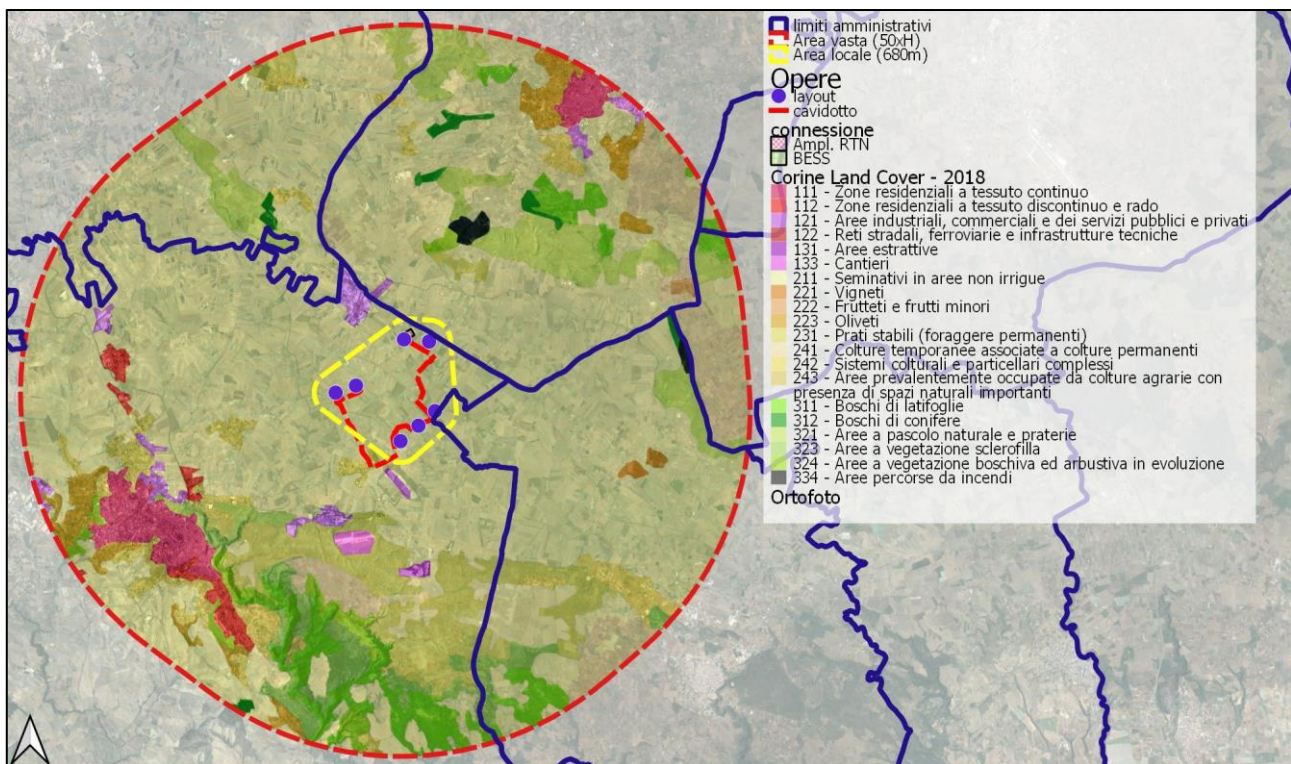 limiti amministrativi
Area vasta (50xH)
Area locale (680m)
Opere
layout
cavidotto
connessione
Ampl. RTN
BESS
Corine Land Cover - 2018
111 - Zone residenziali a tessuto continuo
112 - Zone residenziali a tessuto discontinuo e rado
121 - Aree industriali, commerciali e dei servizi pubblici e privati
122 - Reti stradali, ferroviarie e infrastrutture tecniche
131 - Aree estrattive
133 - Cantieri
211 - Seminativi in aree non irrigue
221 - Vigneti
222 - Frutteti e frutti minori
223 - Oliveti
231 - Prati stabili (foraggere permanenti)
241 - Colture temporanee associate a colture permanenti
242 - Sistemi colturali e particellari complessi
243 - Aree prevalentemente occupate da colture agrarie con
presenza di spazi naturali importanti
311 - Boschi di latifoglie
312 - Boschi di conifere
321 - Aree a pascolo naturale e praterie
323 - Aree a vegetazione sclerofilla
324 - Aree a vegetazione boschiva ed arbustiva in evoluzione
334 - Aree percorse da incendi
Ortofoto